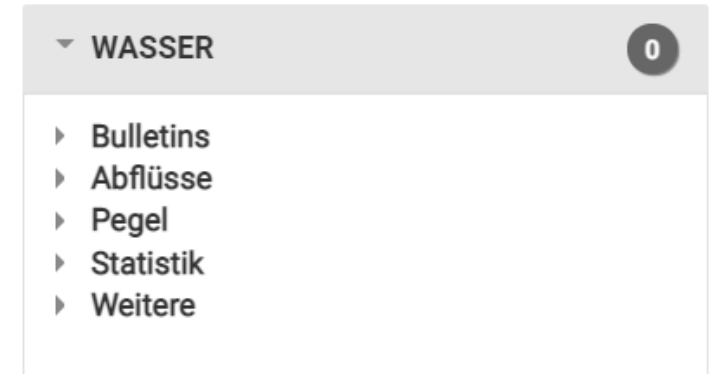 WASSER 0
Bulletins
Abflüsse
Pegel
Statistik
Weitere